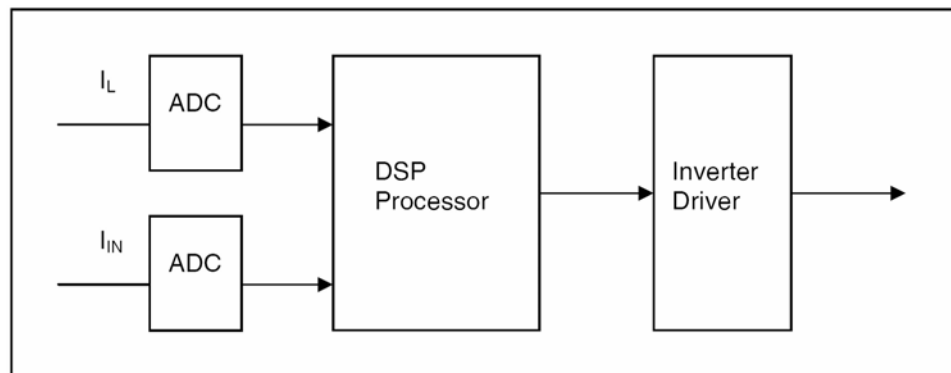 I_L
ADC
DSP
Processor
Inverter
Driver
I_IN
ADC